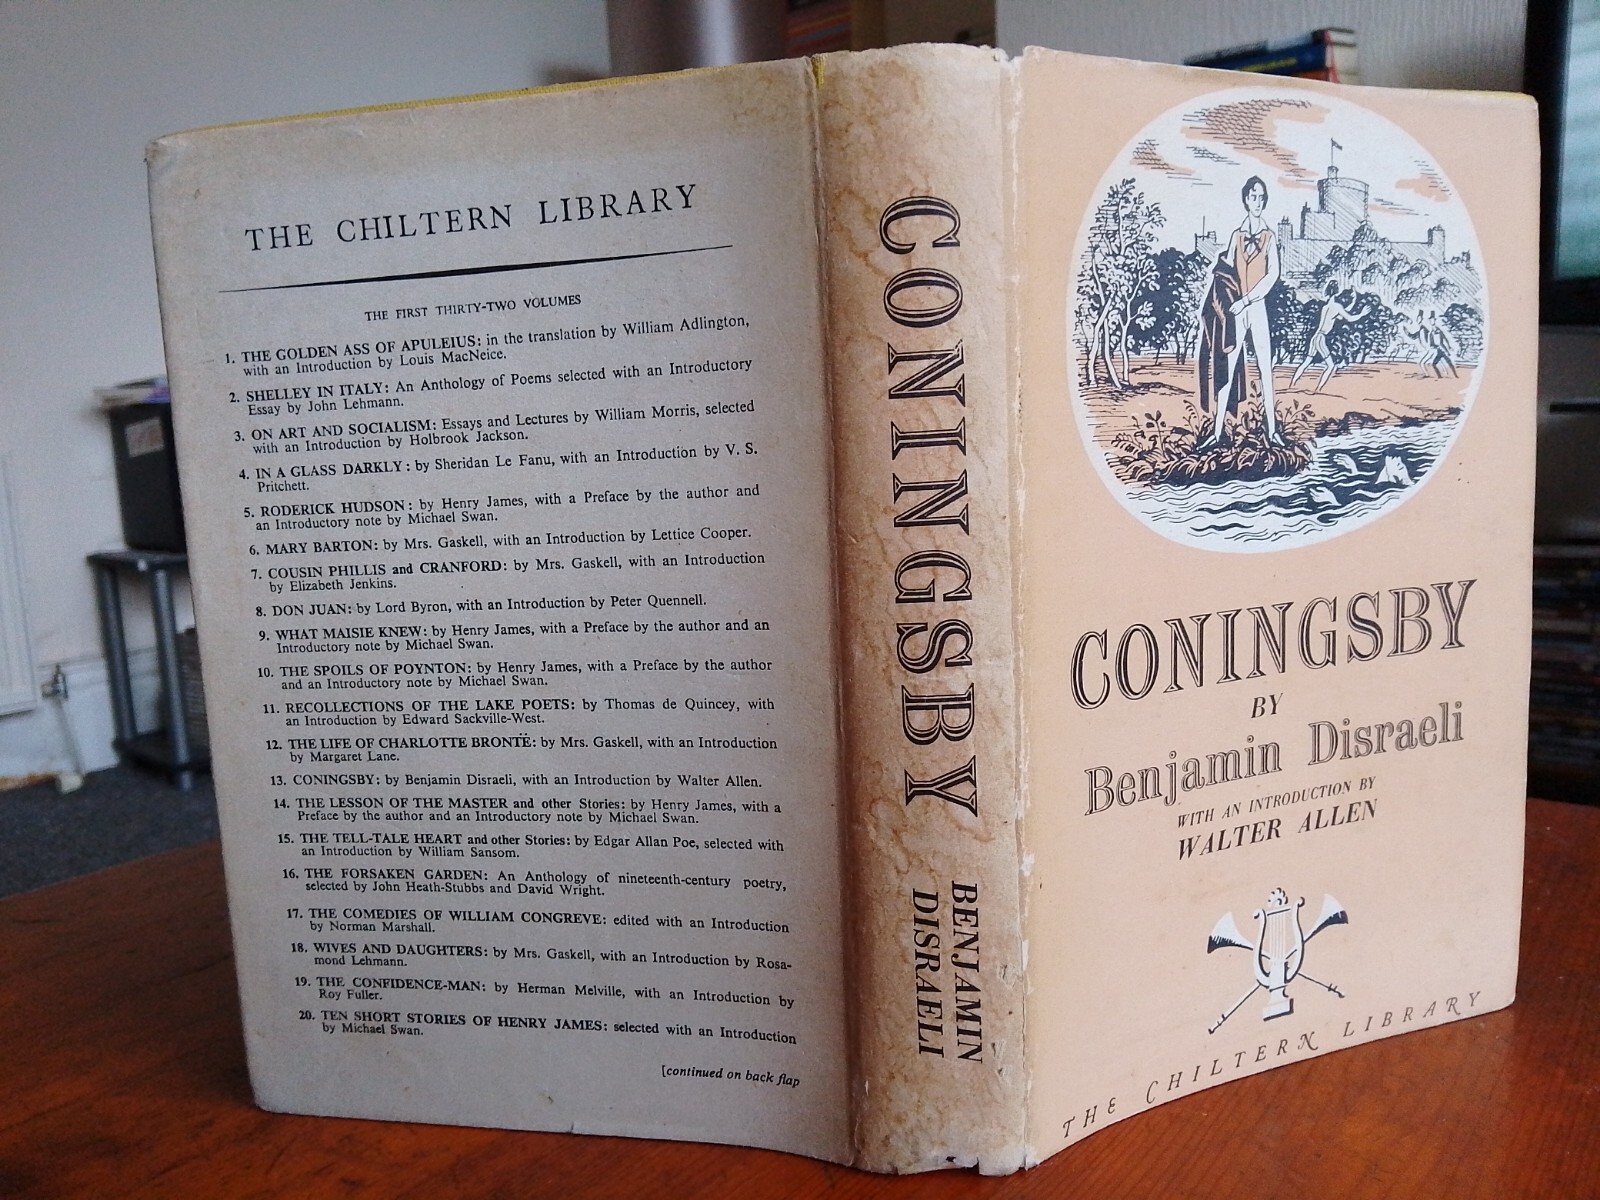 THE CHILTERN LIBRARY
THE FIRST THIRTY-TWO VOLUMES
1. THE GOLDEN ASS OF APULEIUS: in the translation by William Adlington,
with an Introduction by Louis MacNeice.
2. SHELLEY IN ITALY: An Anthology of Poems selected with an Introductory
Essay by John Lehmann.
3. ON ART AND SOCIALISM: Essays and Lectures by William Morris, selected
with an Introduction by Holbrook Jackson.
4. IN A GLASS DARKLY: by Sheridan Le Fanu, with an Introduction by V. S.
Pritchett.
5. RODERICK HUDSON: by Henry James, with a Preface by the author and
an Introductory note by Michael Swan.
6. MARY BARTON: by Mrs. Gaskell, with an Introduction by Lettice Cooper.
7. COUSIN PHILLIS and CRANFORD: by Mrs. Gaskell, with an Introduction
by Elizabeth Jenkins.
8. DON JUAN: by Lord Byron, with an Introduction by Peter Quennell.
9. WHAT MAISIE KNEW: by Henry James, with a Preface by the author and an
Introductory note by Michael Swan.
10. THE SPOILS OF POYNTON: by Henry James, with a Preface by the author
and an Introductory note by Michael Swan.
11. RECOLLECTIONS OF THE LAKE POETS: by Thomas de Quincey, with
an Introduction by Edward Sackville-West.
12. THE LIFE OF CHARLOTTE BRONTË: by Mrs. Gaskell, with an Introduction
by Margaret Lane.
13. CONINGSBY: by Benjamin Disraeli, with an Introduction by Walter Allen.
14. THE LESSON OF THE MASTER and other Stories: by Henry James, with a
Preface by the author and an Introductory note by Michael Swan.
15. THE TELL-TALE HEART and other Stories: by Edgar Allan Poe, selected with
an Introduction by William Sansom.
16. THE FORSAKEN GARDEN: An Anthology of nineteenth-century poetry,
selected by John Heath-Stubbs and David Wright.
17. THE COMEDIES OF WILLIAM CONGREVE: edited with an Introduction
by Norman Marshall.
18. WIVES AND DAUGHTERS: by Mrs. Gaskell, with an Introduction by Rosa-
mond Lehmann.
19. THE CONFIDENCE-MAN: by Herman Melville, with an Introduction by
Roy Fuller.
20. TEN SHORT STORIES OF HENRY JAMES: selected with an Introduction
by Michael Swan.
[continued on back flap
CONINGSBY
BENJAMIN
DISRAELI
CONINGSBY
BY
Benjamin Disraeli
WITH AN INTRODUCTION BY
WALTER ALLEN
THE CHILTERN LIBRARY